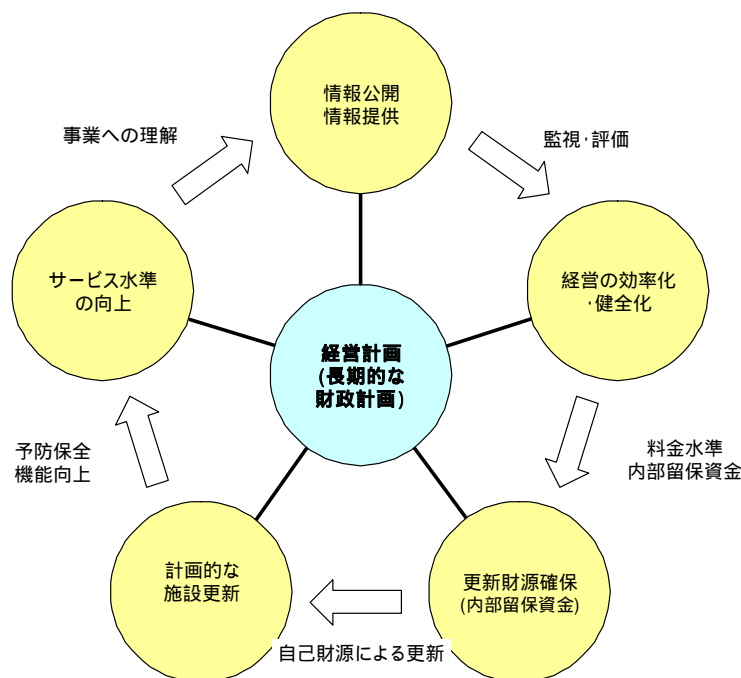 情報公開
情報提供
事業への理解
監視･評価
サービス水準
の向上
経営の効率化
･健全化
経営計画
(長期的な
財政計画)
予防保全
機能向上
料金水準
内部留保資金
計画的な
施設更新
更新財源確保
(内部留保資金)
自己財源による更新